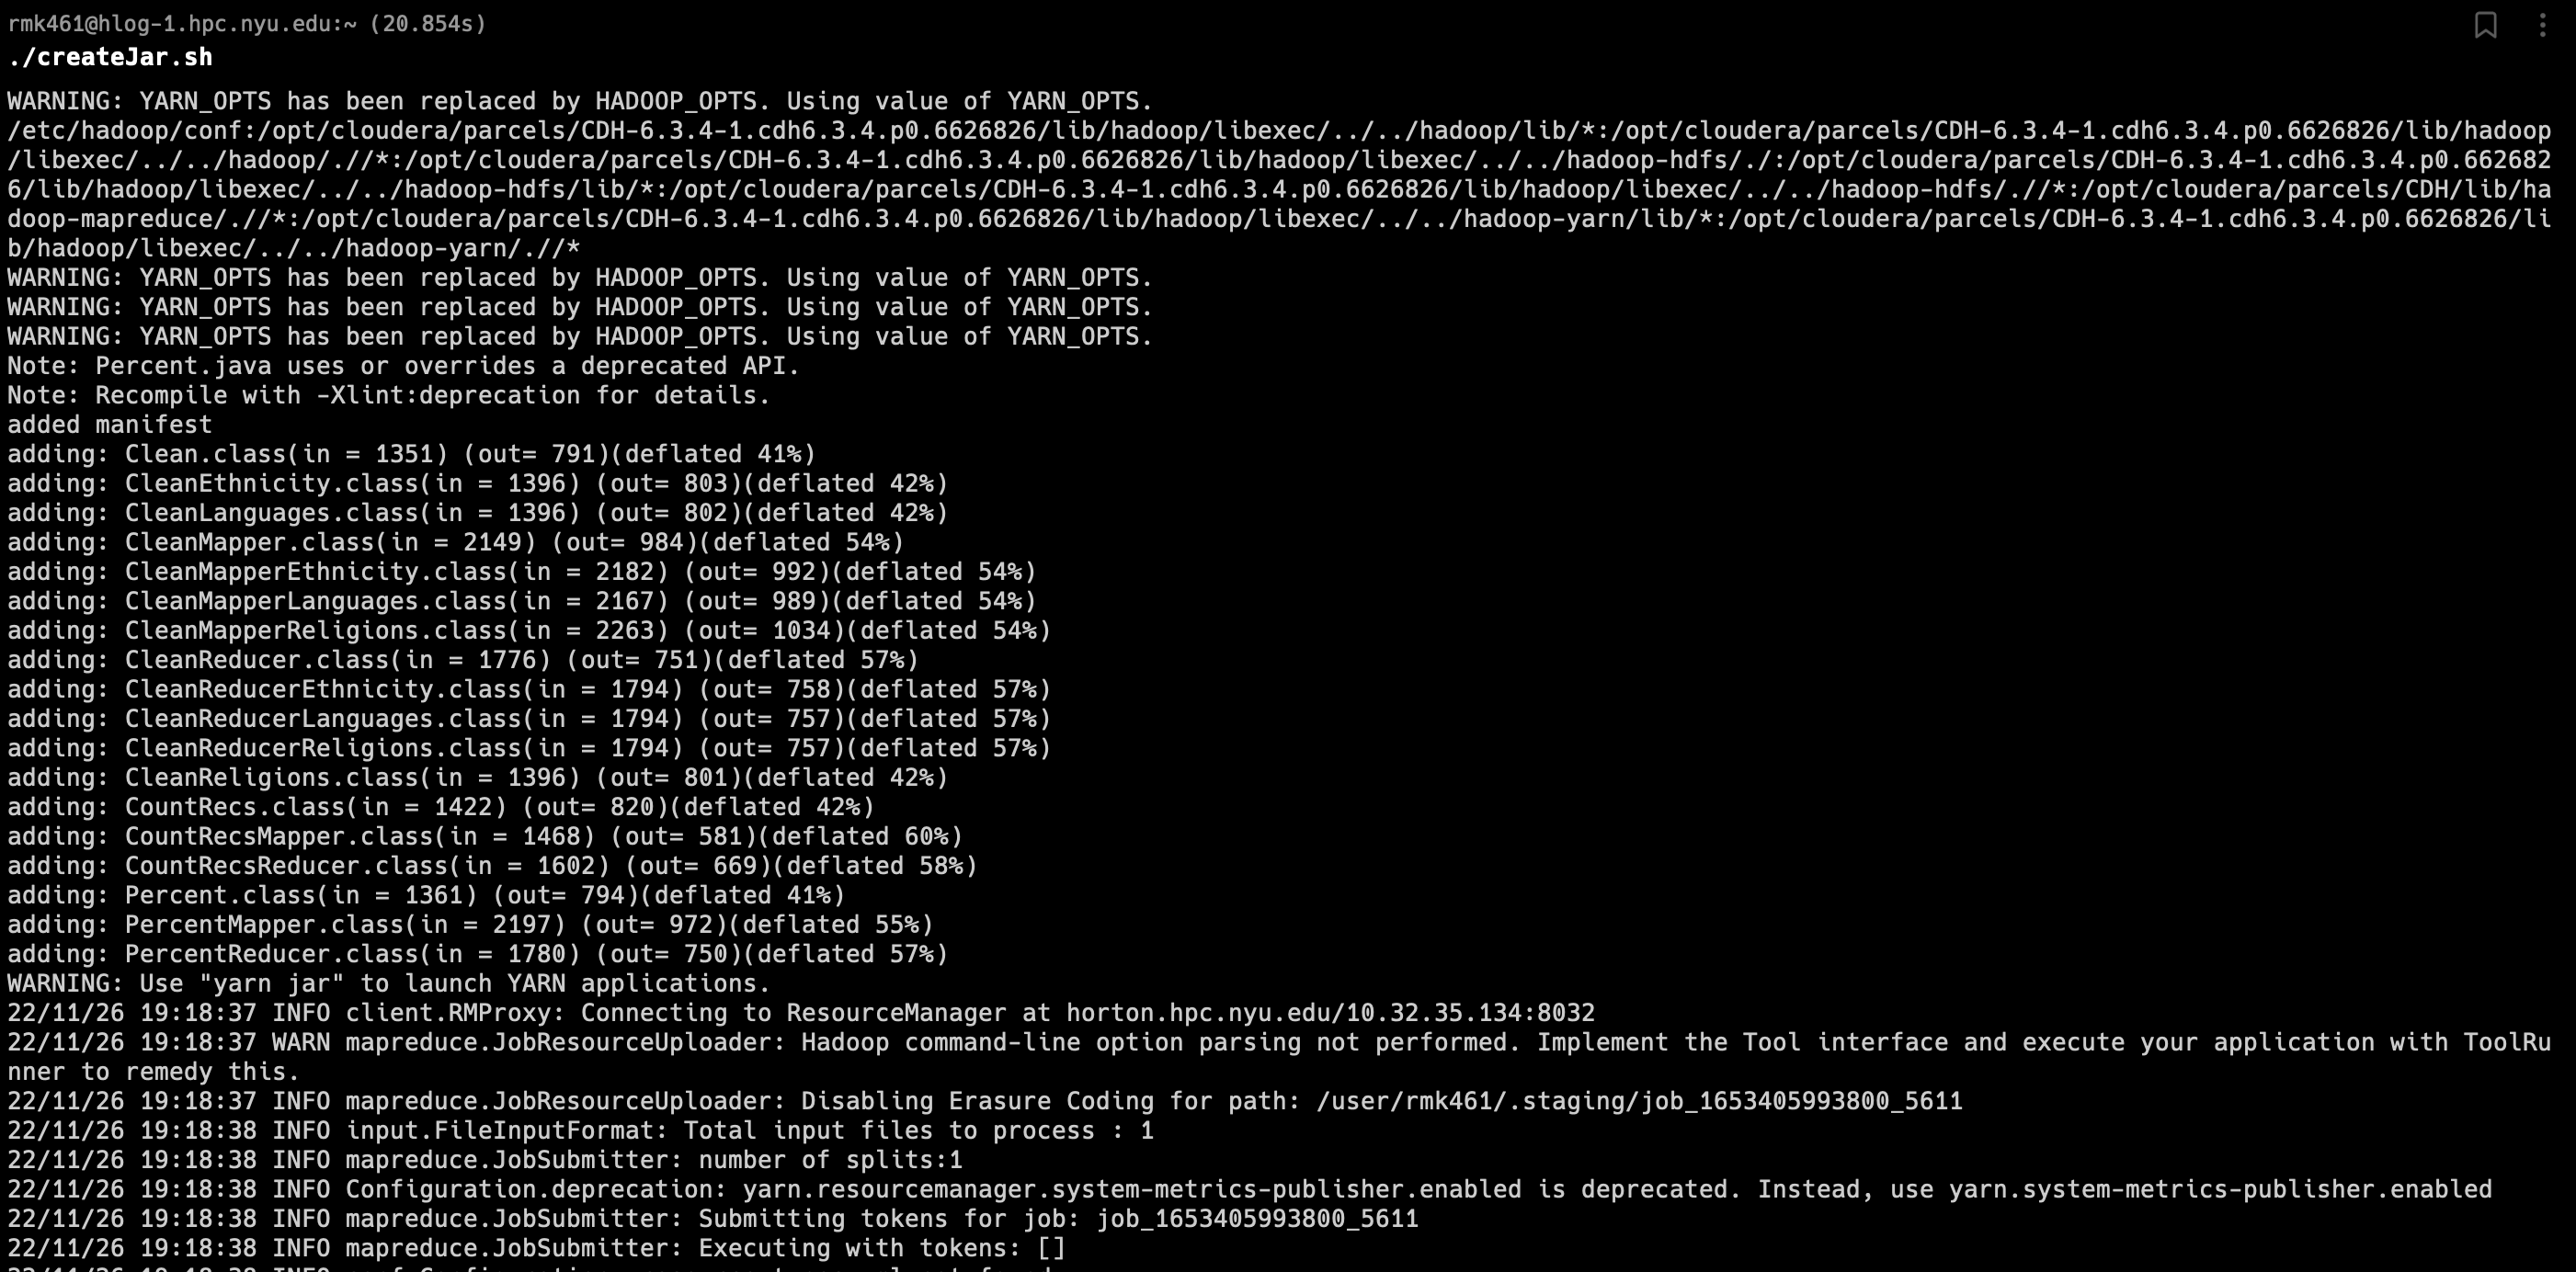 rmk461@hlog-1.hpc.nyu.edu:~ (20.854s)
./createJar.sh
WARNING: YARN_OPTS has been replaced by HADOOP_OPTS. Using value of YARN_OPTS.
/etc/hadoop/conf:/opt/cloudera/parcels/CDH-6.3.4-1.cdh6.3.4.p0.6626826/lib/hadoop/libexec/../../hadoop/lib/*:/opt/cloudera/parcels/CDH-6.3.4-1.cdh6.3.4.p0.6626826/lib/hadoop
/libexec/../../hadoop/.//*:/opt/cloudera/parcels/CDH-6.3.4-1.cdh6.3.4.p0.6626826/lib/hadoop/libexec/../../hadoop-hdfs/./:/opt/cloudera/parcels/CDH-6.3.4-1.cdh6.3.4.p0.662682
6/lib/hadoop/libexec/../../hadoop-hdfs/lib/*:/opt/cloudera/parcels/CDH-6.3.4-1.cdh6.3.4.p0.6626826/lib/hadoop/libexec/../../hadoop-hdfs/.//*:/opt/cloudera/parcels/CDH/lib/ha
doop-mapreduce/.//*:/opt/cloudera/parcels/CDH-6.3.4-1.cdh6.3.4.p0.6626826/lib/hadoop/libexec/../../hadoop-yarn/lib/*:/opt/cloudera/parcels/CDH-6.3.4-1.cdh6.3.4.p0.6626826/li
b/hadoop/libexec/../../hadoop-yarn/.//*
WARNING: YARN_OPTS has been replaced by HADOOP_OPTS. Using value of YARN_OPTS.
WARNING: YARN_OPTS has been replaced by HADOOP_OPTS. Using value of YARN_OPTS.
WARNING: YARN_OPTS has been replaced by HADOOP_OPTS. Using value of YARN_OPTS.
Note: Percent.java uses or overrides a deprecated API.
Note: Recompile with -Xlint:deprecation for details.
added manifest
adding: Clean.class(in = 1351) (out= 791)(deflated 41%)
adding: CleanEthnicity.class(in = 1396) (out= 803)(deflated 42%)
adding: CleanLanguages.class(in = 1396) (out= 802)(deflated 42%)
adding: CleanMapper.class(in = 2149) (out= 984)(deflated 54%)
adding: CleanMapperEthnicity.class(in = 2182) (out= 992)(deflated 54%)
adding: CleanMapperLanguages.class(in = 2167) (out= 989)(deflated 54%)
adding: CleanMapperReligions.class(in = 2263) (out= 1034)(deflated 54%)
adding: CleanReducer.class(in = 1776) (out= 751)(deflated 57%)
adding: CleanReducerEthnicity.class(in = 1794) (out= 758)(deflated 57%)
adding: CleanReducerLanguages.class(in = 1794) (out= 757)(deflated 57%)
adding: CleanReducerReligions.class(in = 1794) (out= 757)(deflated 57%)
adding: CleanReligions.class(in = 1396) (out= 801)(deflated 42%)
adding: CountRecs.class(in = 1422) (out= 820)(deflated 42%)
adding: CountRecsMapper.class(in = 1468) (out= 581)(deflated 60%)
adding: CountRecsReducer.class(in = 1602) (out= 669)(deflated 58%)
adding: Percent.class(in = 1361) (out= 794)(deflated 41%)
adding: PercentMapper.class(in = 2197) (out= 972)(deflated 55%)
adding: PercentReducer.class(in = 1780) (out= 750)(deflated 57%)
WARNING: Use "yarn jar" to launch YARN applications.
22/11/26 19:18:37 INFO client.RMProxy: Connecting to ResourceManager at horton.hpc.nyu.edu/10.32.35.134:8032
22/11/26 19:18:37 WARN mapreduce.JobResourceUploader: Hadoop command-line option parsing not performed. Implement the Tool interface and execute your application with ToolRu
nner to remedy this.
22/11/26 19:18:37 INFO mapreduce.JobResourceUploader: Disabling Erasure Coding for path: /user/rmk461/.staging/job_1653405993800_5611
22/11/26 19:18:38 INFO input.FileInputFormat: Total input files to process : 1
22/11/26 19:18:38 INFO mapreduce.JobSubmitter: number of splits:1
22/11/26 19:18:38 INFO Configuration.deprecation: yarn.resourcemanager.system-metrics-publisher.enabled is deprecated. Instead, use yarn.system-metrics-publisher.enabled
22/11/26 19:18:38 INFO mapreduce.JobSubmitter: Submitting tokens for job: job_1653405993800_5611
22/11/26 19:18:38 INFO mapreduce.JobSubmitter: Executing with tokens: []